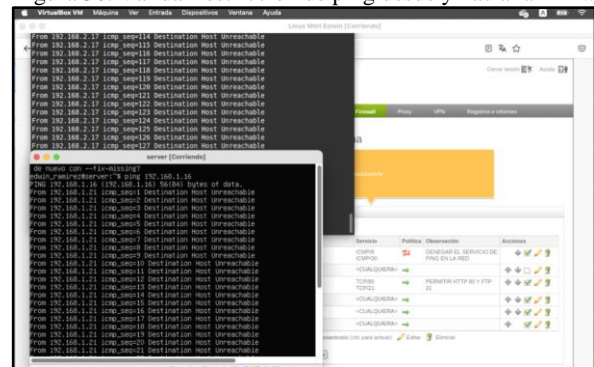 VirtualBox VM Máquina Ver Entrada Dispositivos Ventana Ayuda
Linux Mint Edwin [Corriendo]
From 192.168.2.17 icmp_seq=114 Destination Host Unreachable
From 192.168.2.17 icmp_seq=115 Destination Host Unreachable
From 192.168.2.17 icmp_seq=116 Destination Host Unreachable
From 192.168.2.17 icmp_seq=117 Destination Host Unreachable
From 192.168.2.17 icmp_seq=118 Destination Host Unreachable
From 192.168.2.17 icmp_seq=119 Destination Host Unreachable
From 192.168.2.17 icmp_seq=120 Destination Host Unreachable
From 192.168.2.17 icmp_seq=121 Destination Host Unreachable
From 192.168.2.17 icmp_seq=122 Destination Host Unreachable
From 192.168.2.17 icmp_seq=123 Destination Host Unreachable
From 192.168.2.17 icmp_seq=124 Destination Host Unreachable
From 192.168.2.17 icmp_seq=125 Destination Host Unreachable
From 192.168.2.17 icmp_seq=126 Destination Host Unreachable
From 192.168.2.17 icmp_seq=127 Destination Host Unreachable
Cerrar sesión Ayuda
Firewall Proxy VPN Registros e informes
server [Corriendo]
de nuevo con --fix-missing?
edwin_ramirez@server:~$ ping 192.168.1.16
PING 192.168.1.16 (192.168.1.16) 56(84) bytes of data.
From 192.168.1.21 icmp_seq=1 Destination Host Unreachable
From 192.168.1.21 icmp_seq=2 Destination Host Unreachable
From 192.168.1.21 icmp_seq=3 Destination Host Unreachable
From 192.168.1.21 icmp_seq=4 Destination Host Unreachable
From 192.168.1.21 icmp_seq=5 Destination Host Unreachable
From 192.168.1.21 icmp_seq=6 Destination Host Unreachable
From 192.168.1.21 icmp_seq=7 Destination Host Unreachable
From 192.168.1.21 icmp_seq=8 Destination Host Unreachable
From 192.168.1.21 icmp_seq=9 Destination Host Unreachable
From 192.168.1.21 icmp_seq=10 Destination Host Unreachable
From 192.168.1.21 icmp_seq=11 Destination Host Unreachable
From 192.168.1.21 icmp_seq=12 Destination Host Unreachable
From 192.168.1.21 icmp_seq=13 Destination Host Unreachable
From 192.168.1.21 icmp_seq=14 Destination Host Unreachable
From 192.168.1.21 icmp_seq=15 Destination Host Unreachable
From 192.168.1.21 icmp_seq=16 Destination Host Unreachable
From 192.168.1.21 icmp_seq=17 Destination Host Unreachable
From 192.168.1.21 icmp_seq=18 Destination Host Unreachable
From 192.168.1.21 icmp_seq=19 Destination Host Unreachable
From 192.168.1.21 icmp_seq=20 Destination Host Unreachable
From 192.168.1.21 icmp_seq=21 Destination Host Unreachable
Servicio Política Observación Acciones
ICMP/8 DENEGAR EL SERVICIO DE
ICMP/30 PING EN LA RED
<CUALQUIERA>
TCP/80 PERMITIR HTTP 80 Y FTP
TCP/21 21
<CUALQUIERA>
<CUALQUIERA>
(clic para activar) Editar Eliminar